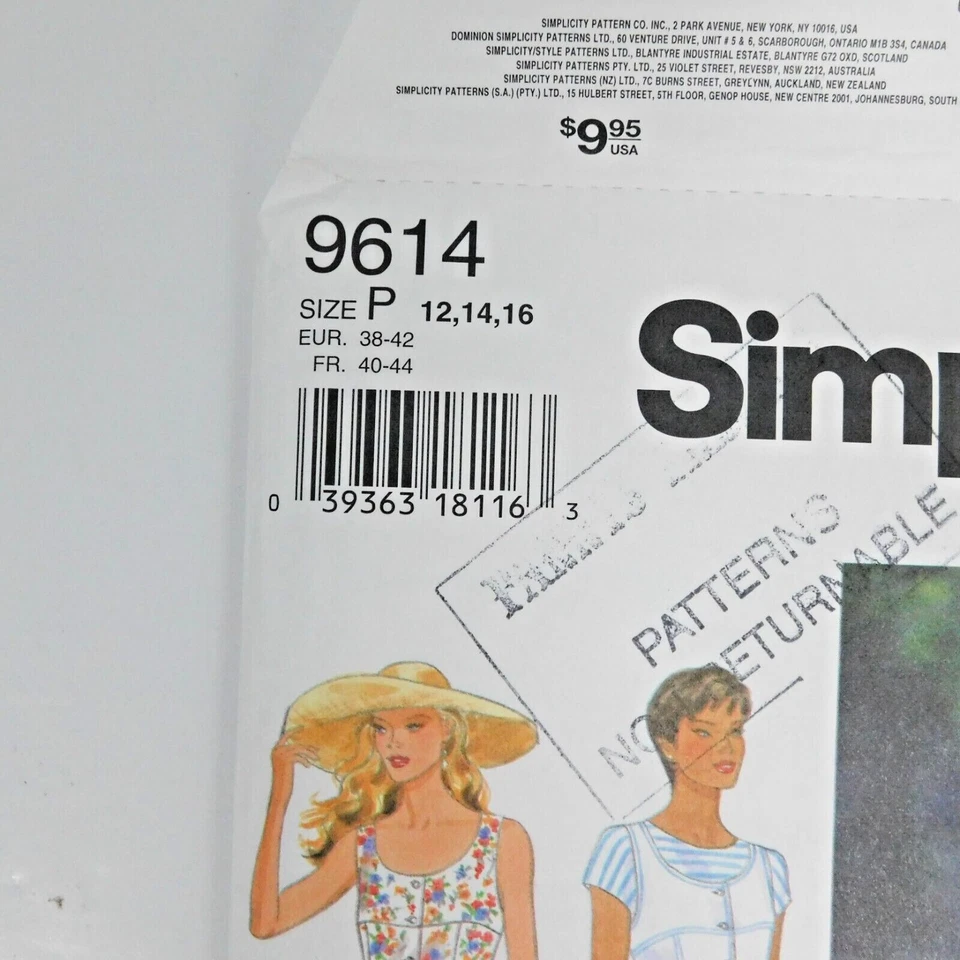 SIMPLICITY PATTERN CO. INC., 2 PARK AVENUE, NEW YORK, NY 10016, USA
DOMINION SIMPLICITY PATTERNS LTD., 60 VENTURE DRIVE, UNIT # 5 & 6, SCARBOROUGH, ONTARIO M1B 3S4, CANADA
SIMPLICITY/STYLE PATTERNS LTD., BLANTYRE INDUSTRIAL ESTATE, BLANTYRE G72 OXD, SCOTLAND
SIMPLICITY PATTERNS PTY. LTD., 25 VIOLET STREET, REVESBY, NSW 2212, AUSTRALIA
SIMPLICITY PATTERNS (NZ) LTD., 7C BURNS STREET, GREYLYNN, AUCKLAND, NEW ZEALAND
SIMPLICITY PATTERNS (S.A.) (PTY.) LTD., 15 HULBERT STREET, 5TH FLOOR, GENOP HOUSE, NEW CENTRE 2001, JOHANNESBURG, SOUTH
$9.95
USA
9614
SIZE P 12,14,16
EUR. 38-42
FR. 40-44
Simp
0 39363 18116 3
PATTERNS
RETURNABLE